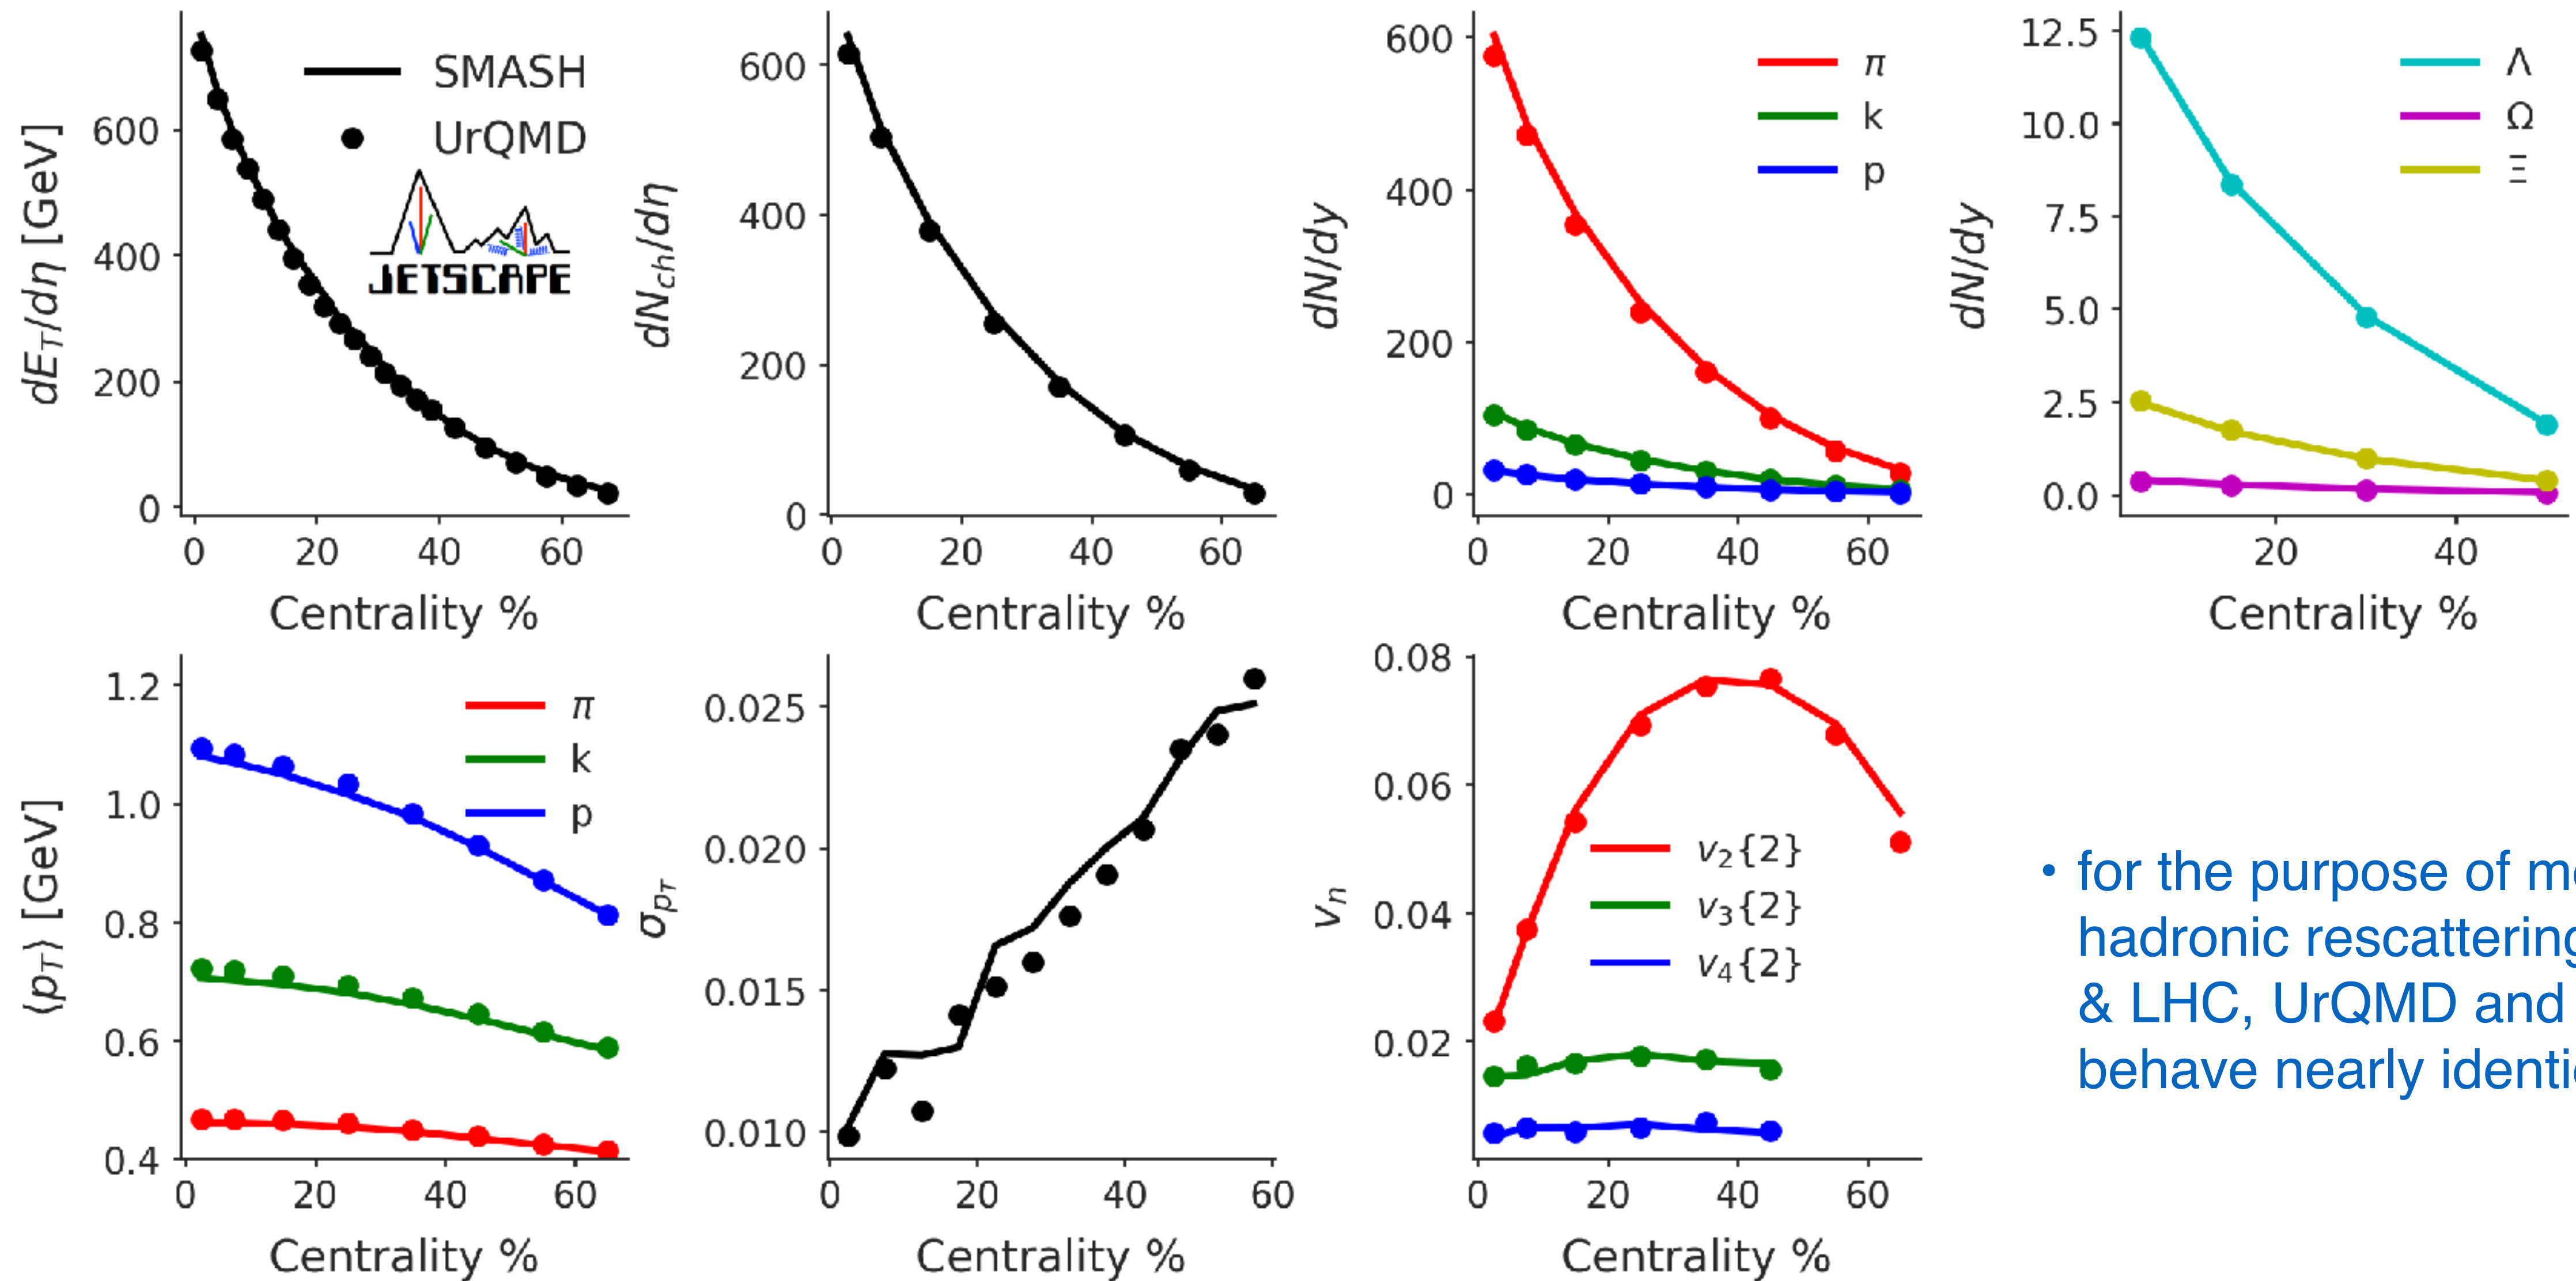 dE_T/dη [GeV]
600
400
200
0
0 20 40 60
Centrality %
SMASH
UrQMD
JETSCAPE
dN_ch/dη
600
400
200
0
0 20 40 60
Centrality %
dN/dy
600
400
200
0
0 20 40 60
Centrality %
π
k
p
dN/dy
12.5
10.0
7.5
5.0
2.5
0.0
20 40
Centrality %
Λ
Ω
Ξ
⟨p_T⟩ [GeV]
1.2
1.0
0.8
0.6
0.4
0 20 40 60
Centrality %
π
k
p
σ_pT
0.025
0.020
0.015
0.010
0 20 40 60
Centrality %
v_n
0.08
0.06
0.04
0.02
0 20 40 60
Centrality %
v₂{2}
v₃{2}
v₄{2}
• for the purpose of
hadronic rescattering
& LHC, UrQMD and
behave nearly